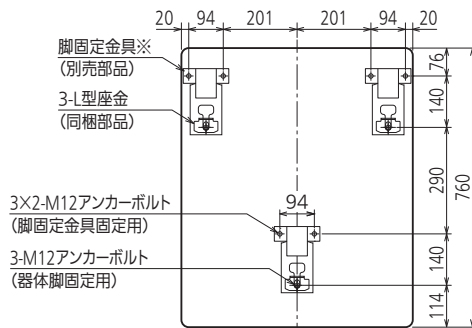 20 94 201 201 94 20
脚固定金具※
(別売部品)
3-L型座金
(同梱部品)
76
140
290
760
3×2-M12アンカーボルト
(脚固定金具固定用)
94
3-M12アンカーボルト
(器体脚固定用)
140
114